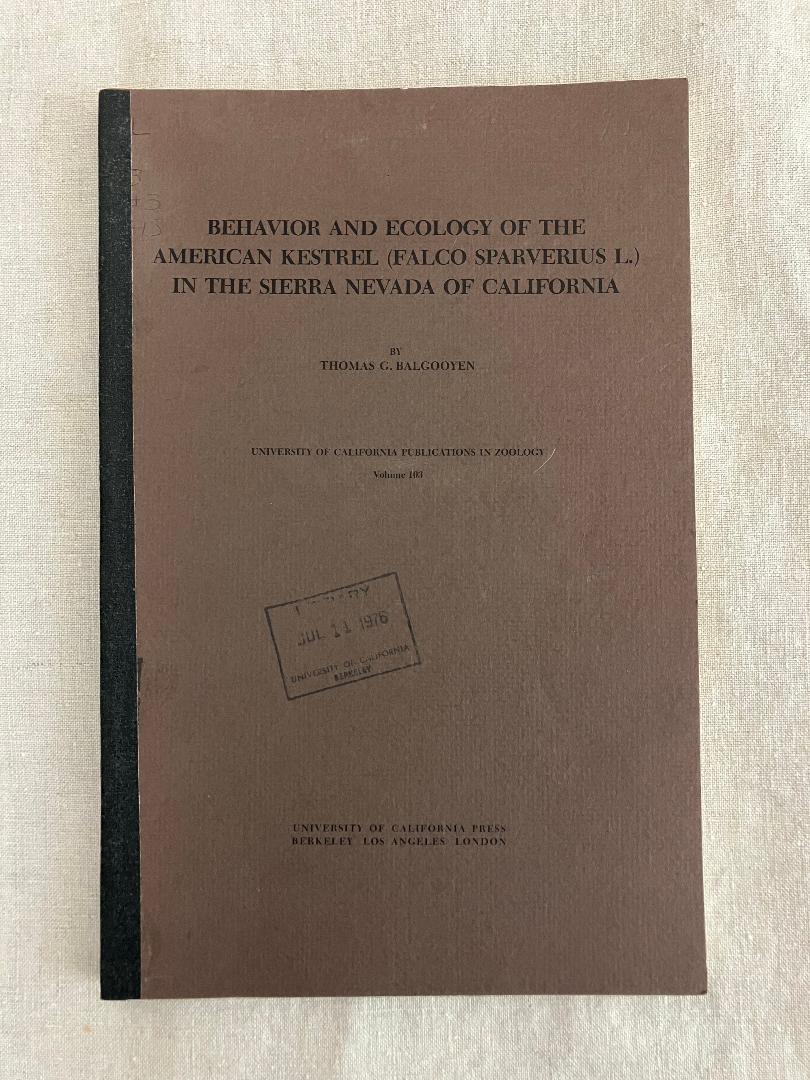 BEHAVIOR AND ECOLOGY OF THE
AMERICAN KESTREL (FALCO SPARVERIUS L.)
IN THE SIERRA NEVADA OF CALIFORNIA
BY
THOMAS G. BALGOOYEN
UNIVERSITY OF CALIFORNIA PUBLICATIONS IN ZOOLOGY
Volume 103
LIBRARY
JUL 11 1976
UNIVERSITY OF CALIFORNIA
BERKELEY
UNIVERSITY OF CALIFORNIA PRESS
BERKELEY LOS ANGELES LONDON